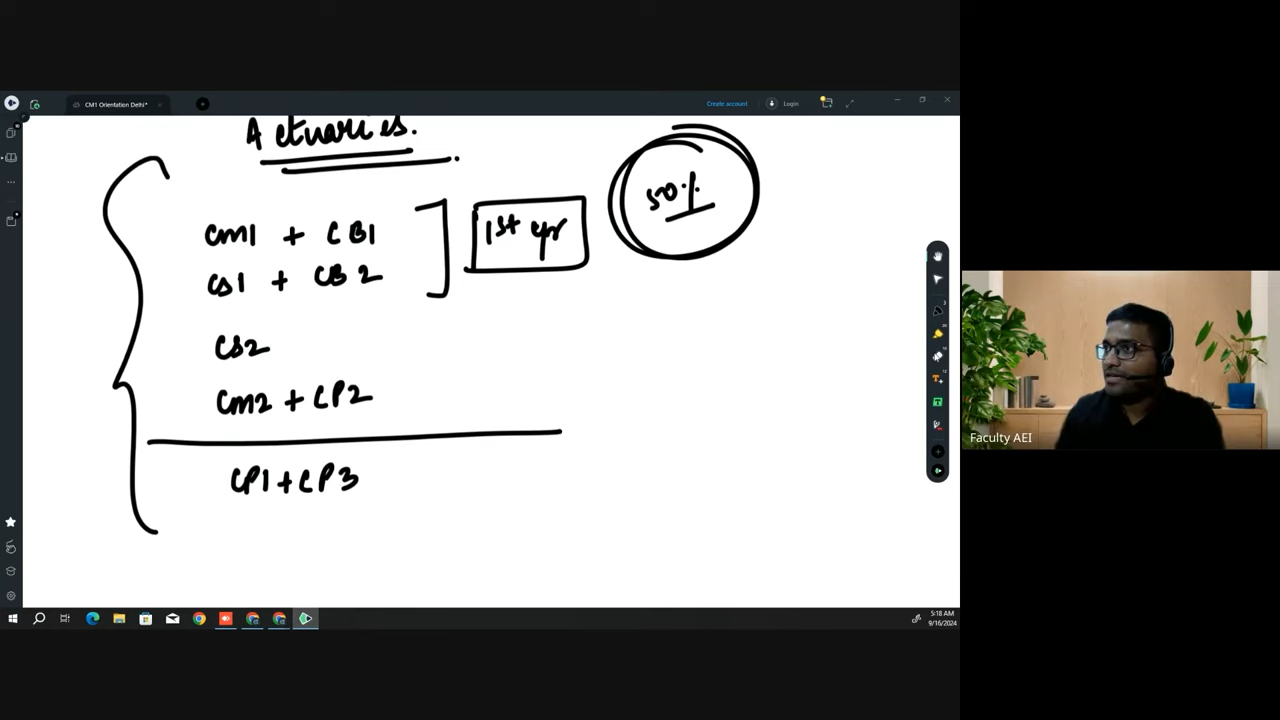 CM1 Orientation Delhi*
Create account
Login
Actuaries.
CM1 + CB1
CS1 + CB2
1st yr
50%
CS2
CM2 + CP2
CP1 + CP3
Faculty AEI
5:18 AM
9/16/2024